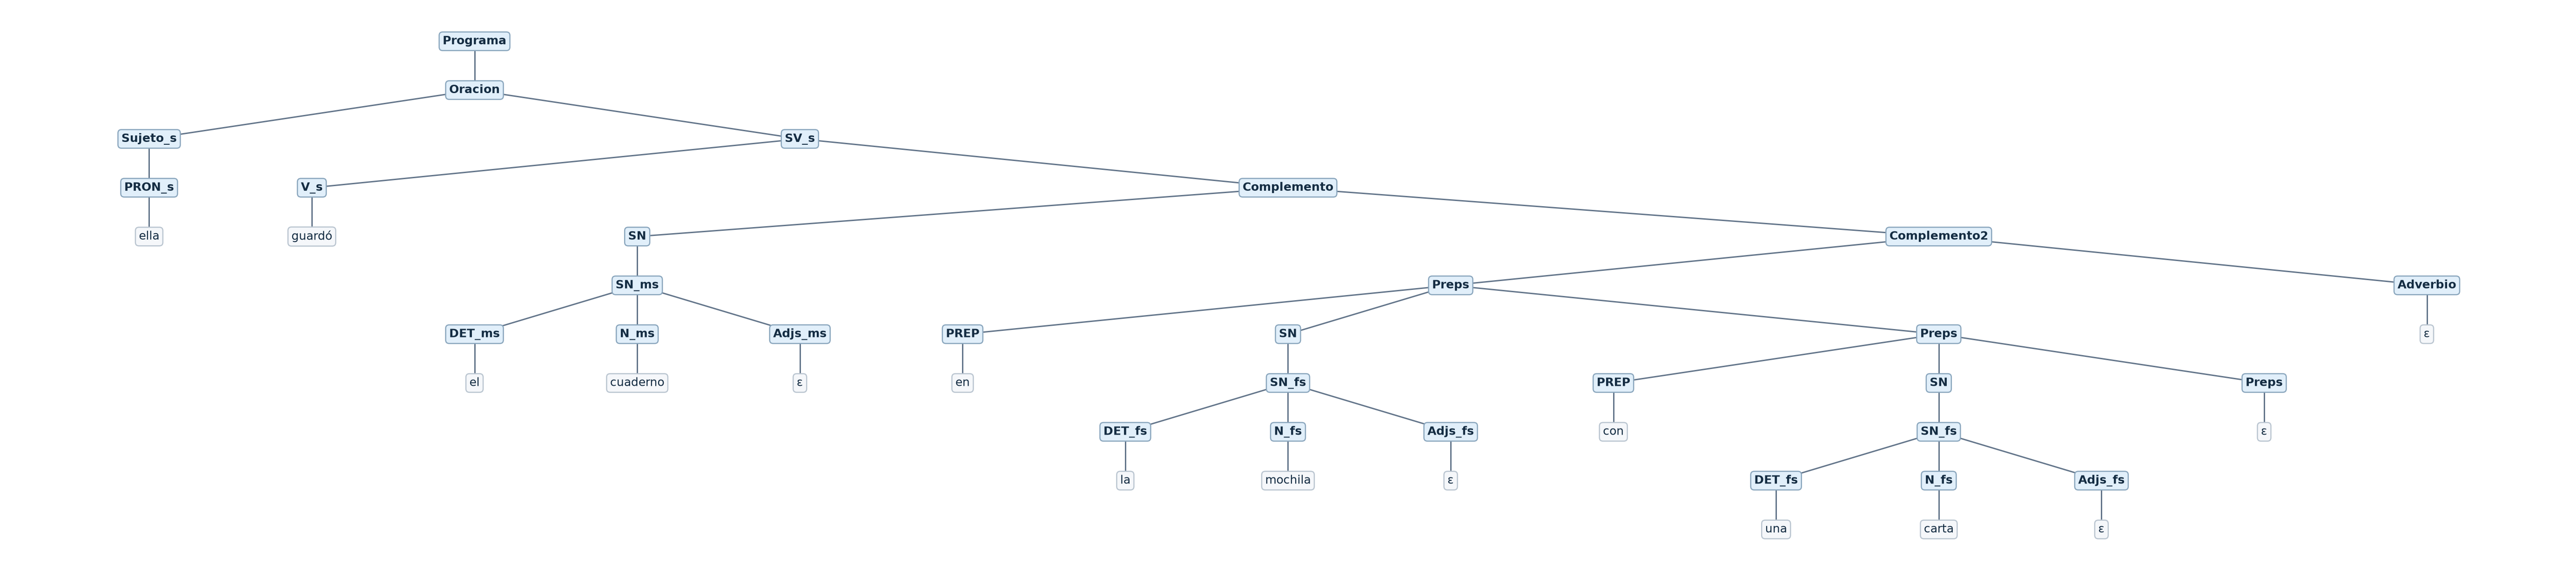 Programa
Oracion
Sujeto_s SV_s
PRON_s V_s Complemento
ella guardó SN Complemento2
SN_ms Preps Adverbio
DET_ms N_ms Adjs_ms PREP SN Preps ε
el cuaderno ε en SN_fs PREP SN Preps
DET_fs N_fs Adjs_fs con SN_fs ε
la mochila ε DET_fs N_fs Adjs_fs
una carta ε